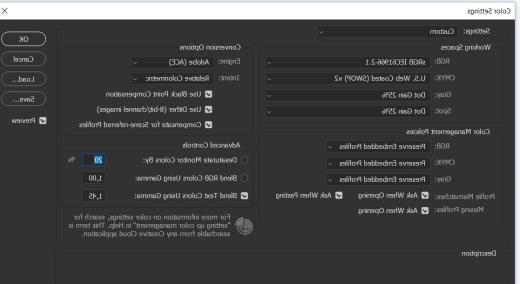 Color Settings
Settings: Custom
Working Spaces
RGB: sRGB IEC61966-2.1
CMYK: U.S. Web Coated (SWOP) v2
Gray: Dot Gain 25%
Spot: Dot Gain 25%
Color Management Policies
RGB: Preserve Embedded Profiles
CMYK: Preserve Embedded Profiles
Gray: Preserve Embedded Profiles
Profile Mismatches: Ask When Opening Ask When Pasting
Missing Profiles: Ask When Opening
Conversion Options
Engine: Adobe (ACE)
Intent: Relative Colorimetric
Use Black Point Compensation
Use Dither (8-bit/channel images)
Compensate for Scene-referred Profiles
Advanced Controls
Desaturate Monitor Colors By: 20 %
Blend RGB Colors Using Gamma: 1,00
Blend Text Colors Using Gamma: 1,45
For more information on color settings, search for
"setting up color management" in Help. This term is
searchable from any Creative Cloud application.
OK
Cancel
Load...
Save...
Preview
Description